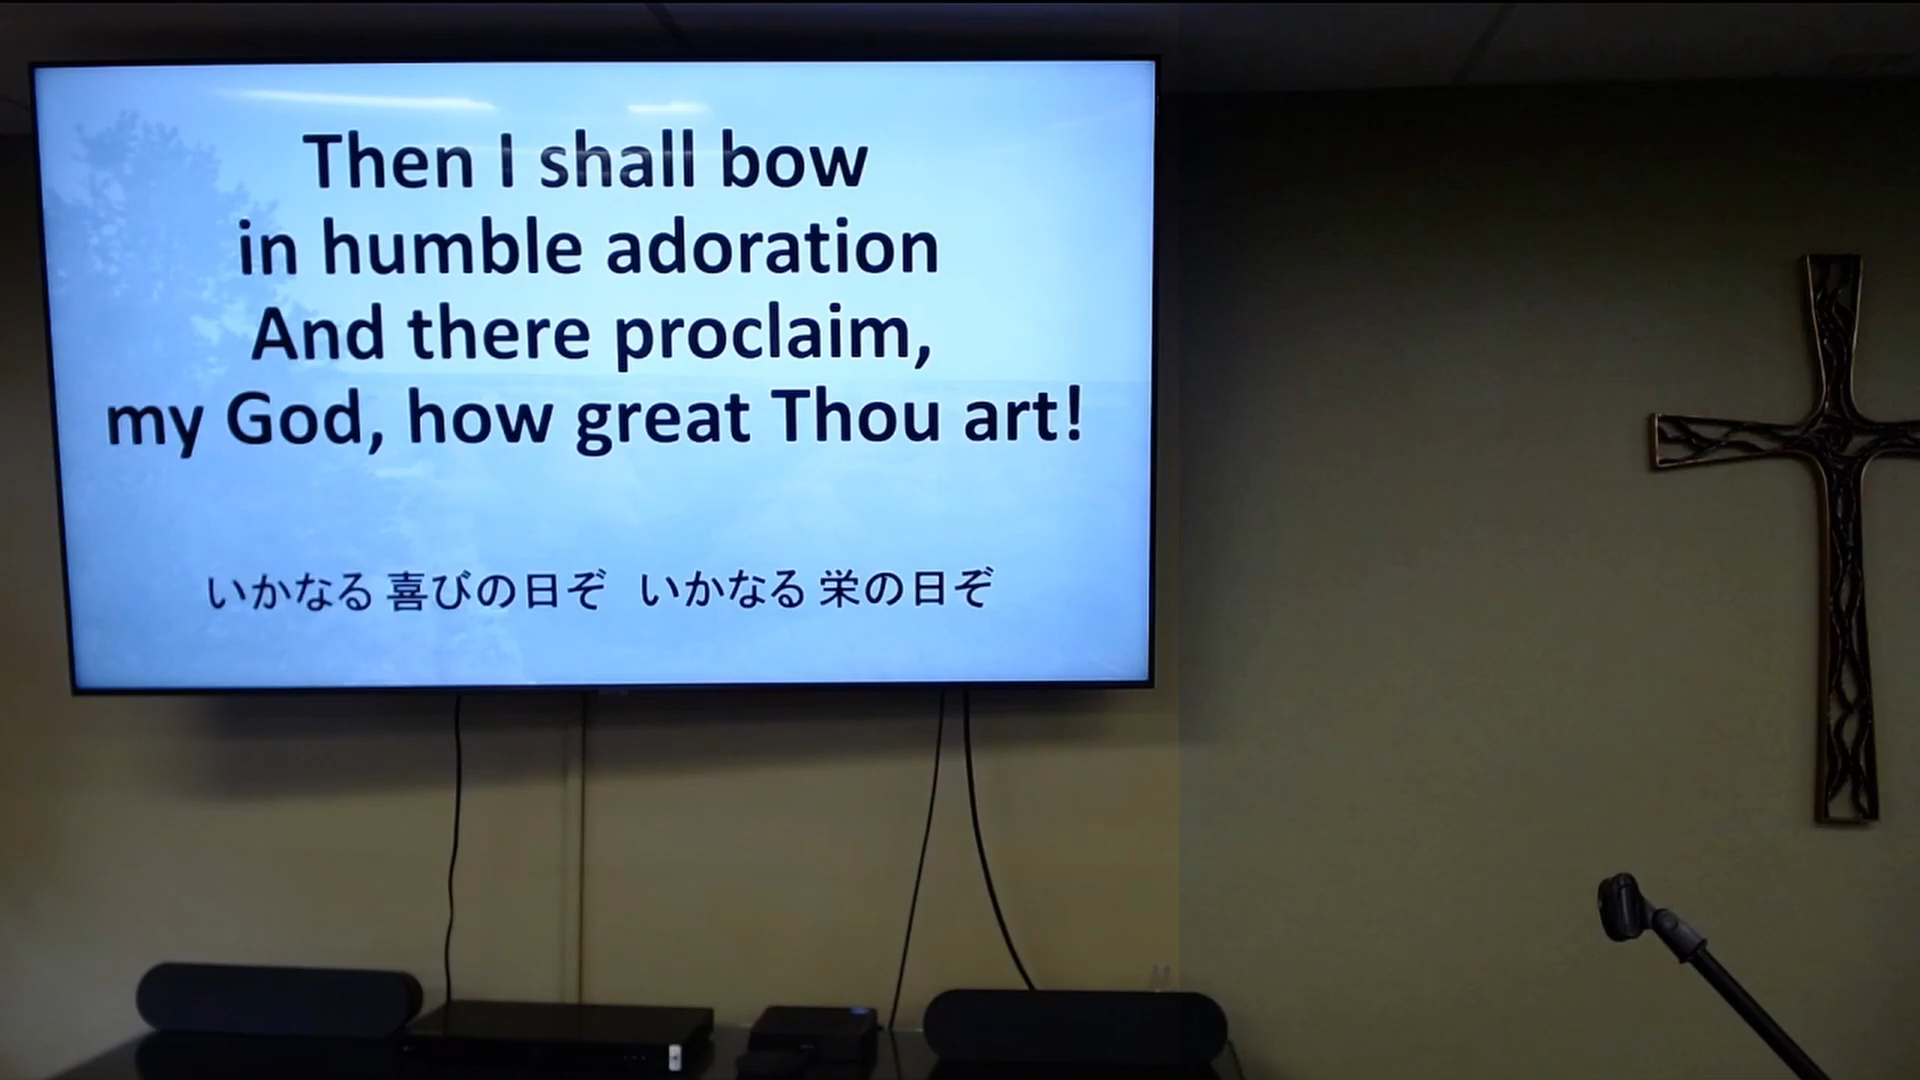 Then I shall bow
in humble adoration
And there proclaim,
my God, how great Thou art!
いかなる 喜びの日ぞ いかなる 栄の日ぞ